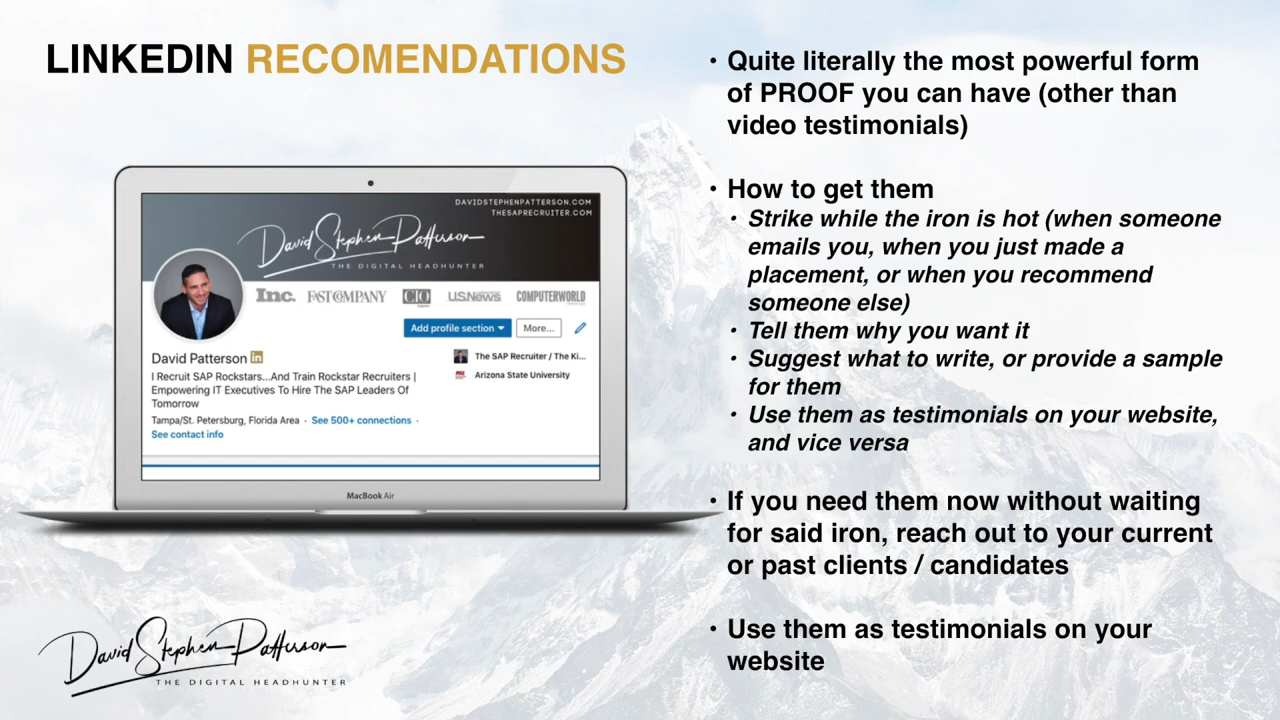 LINKEDIN RECOMENDATIONS
• Quite literally the most powerful form
of PROOF you can have (other than
video testimonials)
• How to get them
• Strike while the iron is hot (when someone
emails you, when you just made a
placement, or when you recommend
someone else)
• Tell them why you want it
• Suggest what to write, or provide a sample
for them
• Use them as testimonials on your website,
and vice versa
• If you need them now without waiting
for said iron, reach out to your current
or past clients / candidates
• Use them as testimonials on your
website
DAVIDSTEPHENPATTERSON.COM
THESAPRECRUITER.COM
David Stephen Patterson
THE DIGITAL HEADHUNTER
Inc. FAST COMPANY CIO U.S.News COMPUTERWORLD
Add profile section More...
David Patterson in
I Recruit SAP Rockstars...And Train Rockstar Recruiters |
Empowering IT Executives To Hire The SAP Leaders Of
Tomorrow
Tampa/St. Petersburg, Florida Area · See 500+ connections ·
See contact info
The SAP Recruiter / The Ki...
Arizona State University
MacBook Air
David Stephen Patterson
THE DIGITAL HEADHUNTER